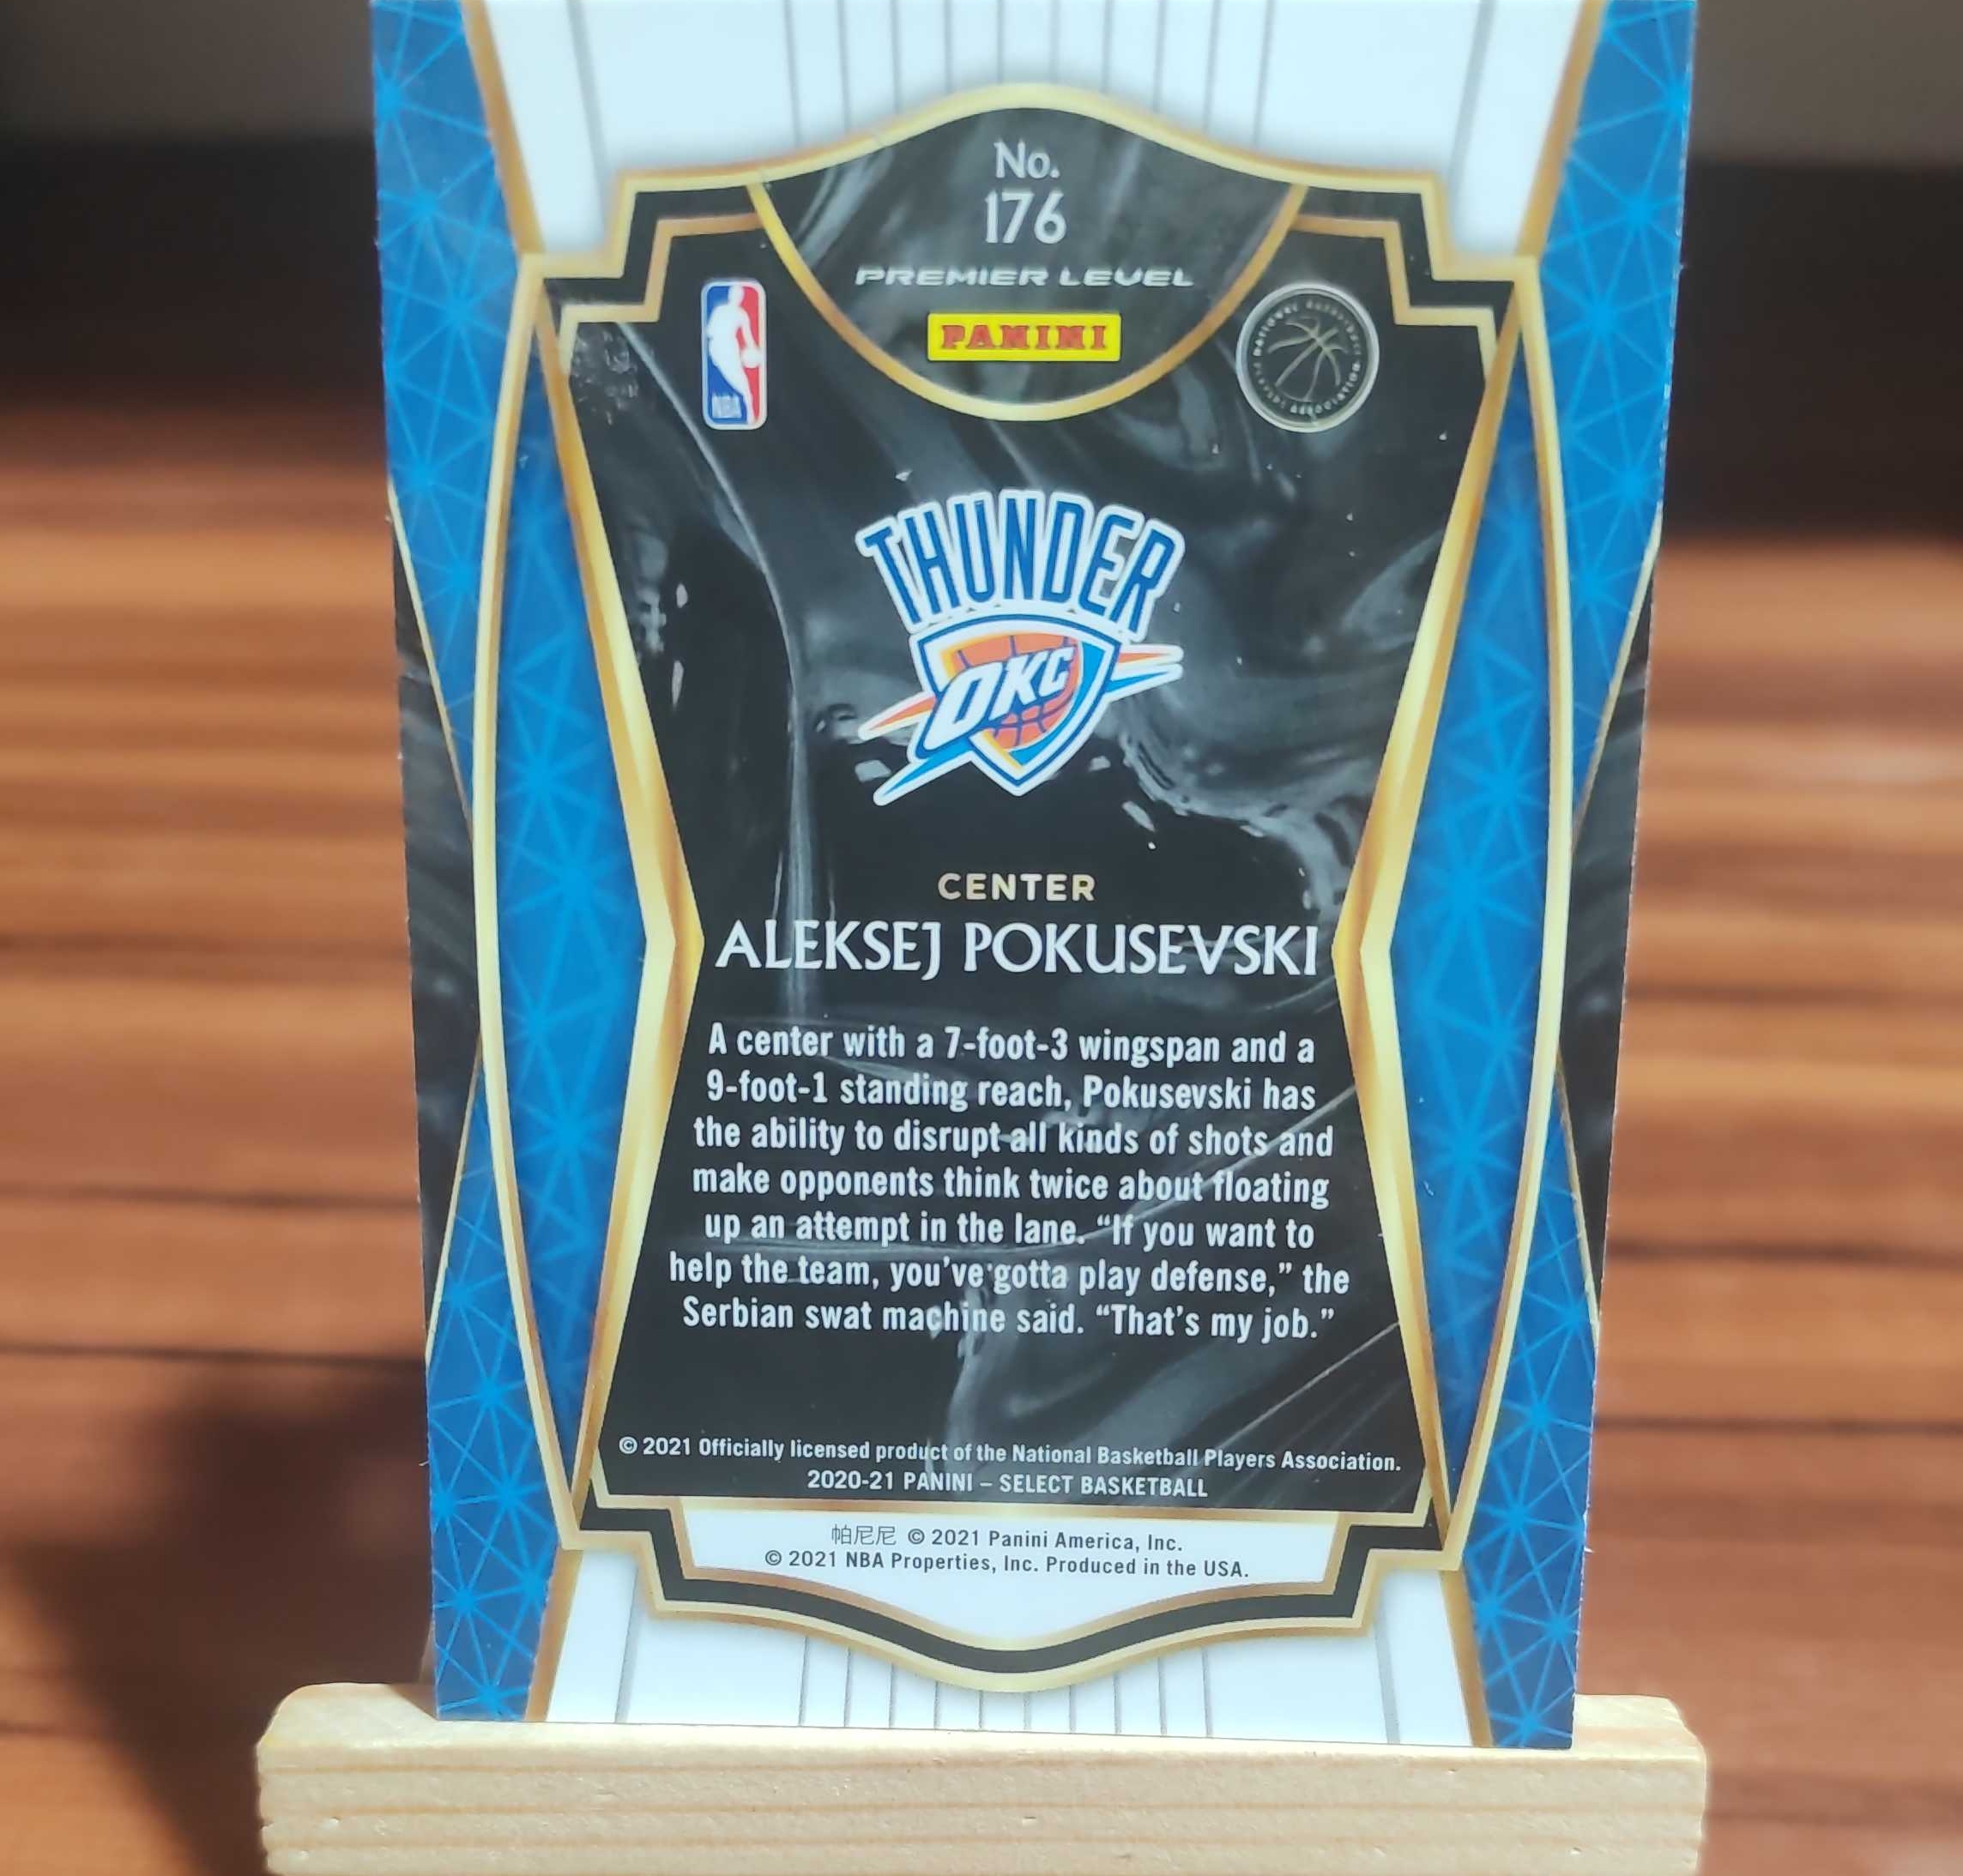 No.
176
PREMIER LEVEL
PANINI
NBA
THUNDER
OKC
CENTER
ALEKSEJ POKUSEVSKI
A center with a 7-foot-3 wingspan and a
9-foot-1 standing reach, Pokusevski has
the ability to disrupt all kinds of shots and
make opponents think twice about floating
up an attempt in the lane. “If you want to
help the team, you’ve gotta play defense,” the
Serbian swat machine said. “That’s my job.”
© 2021 Officially licensed product of the National Basketball Players Association.
2020-21 PANINI – SELECT BASKETBALL
帕尼尼 © 2021 Panini America, Inc.
© 2021 NBA Properties, Inc. Produced in the USA.